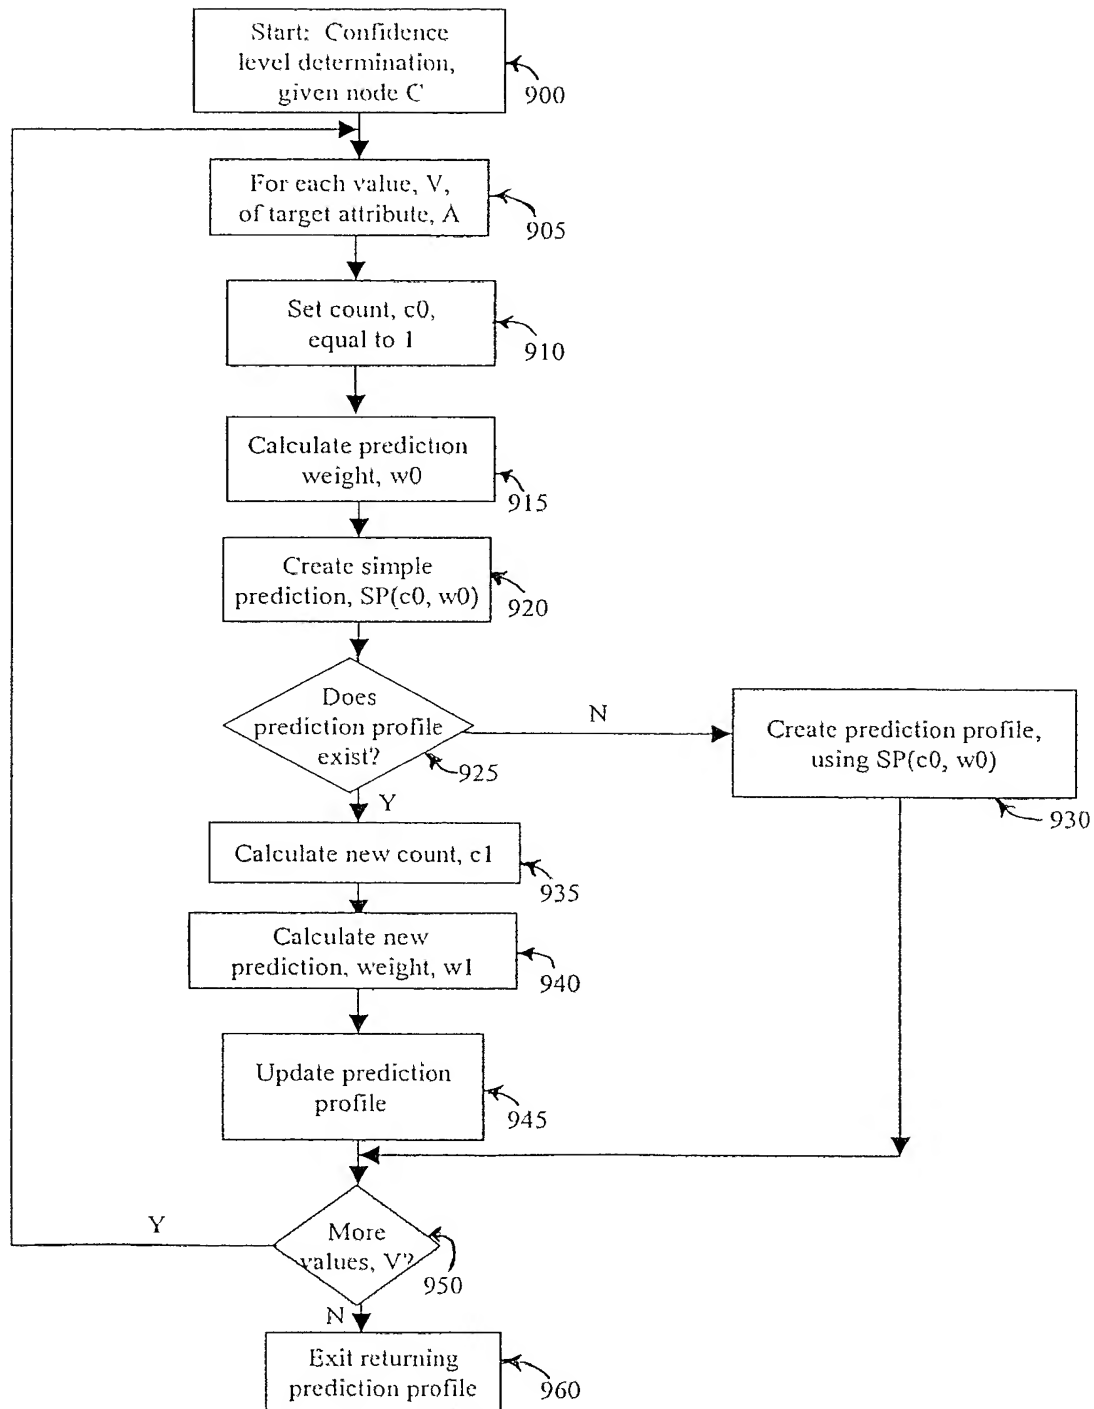 Start: Confidence
level determination,
given node C
900
For each value, V,
of target attribute, A
905
Set count, c0,
equal to 1
910
Calculate prediction
weight, w0
915
Create simple
prediction, SP(c0, w0)
920
Does
prediction profile
exist?
925
N
Create prediction profile,
using SP(c0, w0)
930
Y
Calculate new count, c1
935
Calculate new
prediction, weight, w1
940
Update prediction
profile
945
Y
More
values, V?
950
N
Exit returning
prediction profile
960